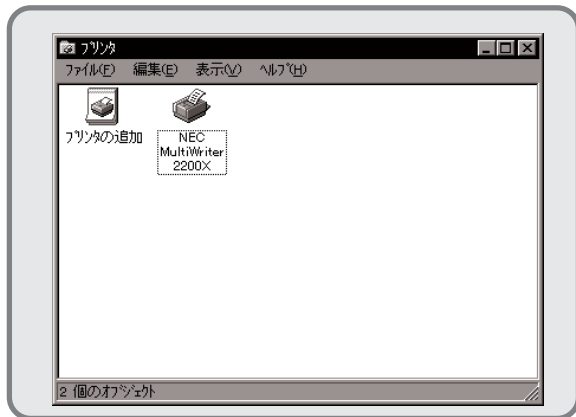 プリンタ
ファイル(F) 編集(E) 表示(V) ヘルプ(H)
プリンタの追加
NEC
MultiWriter
2200X
2 個のオブジェクト